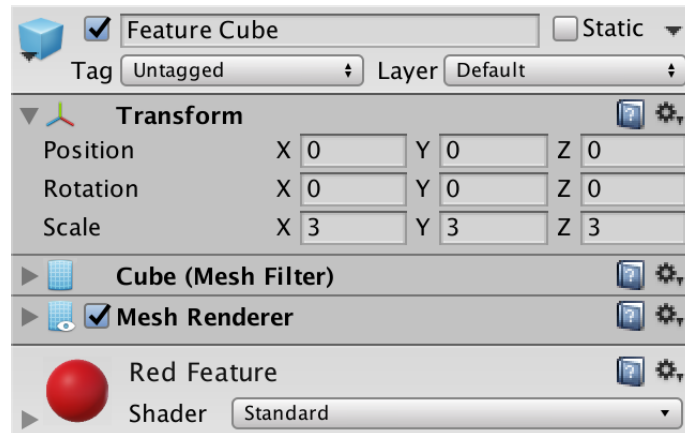 Feature Cube Static
Tag Untagged Layer Default
Transform
Position X 0 Y 0 Z 0
Rotation X 0 Y 0 Z 0
Scale X 3 Y 3 Z 3
Cube (Mesh Filter)
Mesh Renderer
Red Feature
Shader Standard